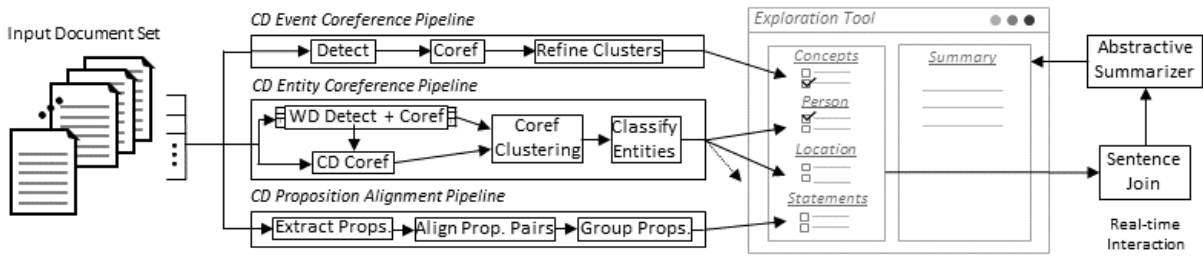 Input Document Set
CD Event Coreference Pipeline
Detect
Coref
Refine Clusters
CD Entity Coreference Pipeline
WD Detect + Coref
CD Coref
Coref
Clustering
Classify
Entities
CD Proposition Alignment Pipeline
Extract Props.
Align Prop. Pairs
Group Props.
Exploration Tool
Concepts
Person
Location
Statements
Summary
Abstractive
Summarizer
Sentence
Join
Real-time
Interaction